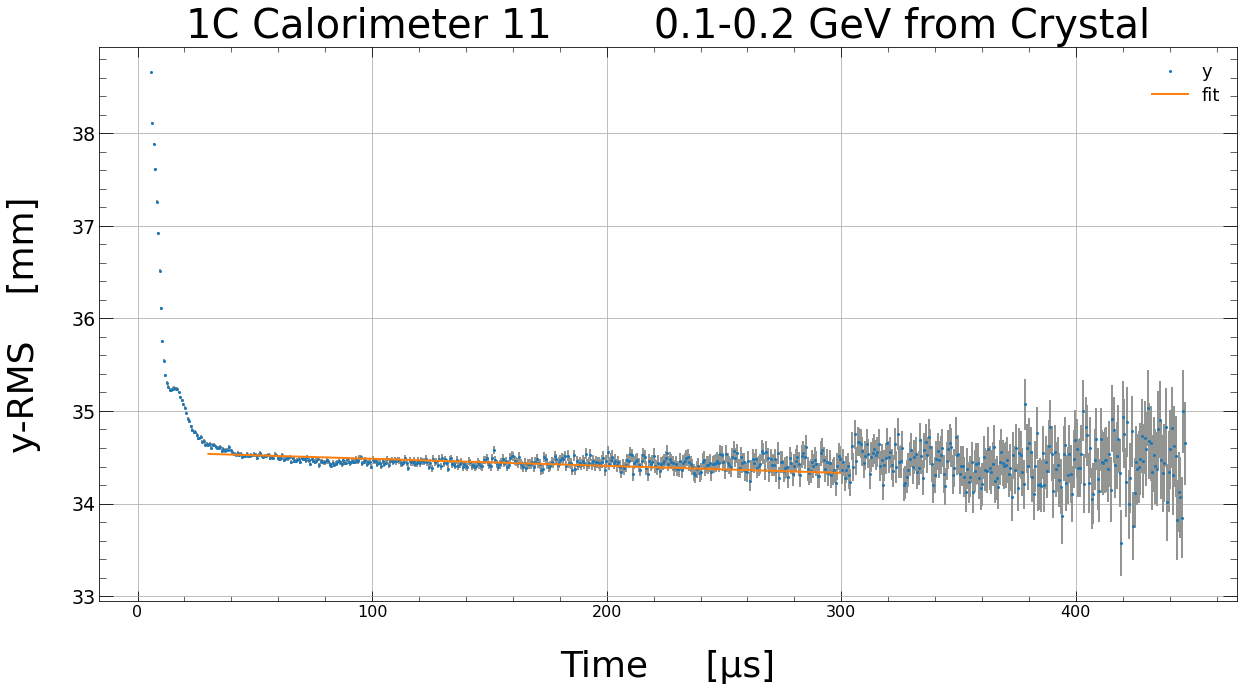 1C Calorimeter 11 0.1-0.2 GeV from Crystal
y
fit
y-RMS [mm]
38
37
36
35
34
33
0 100 200 300 400
Time [µs]